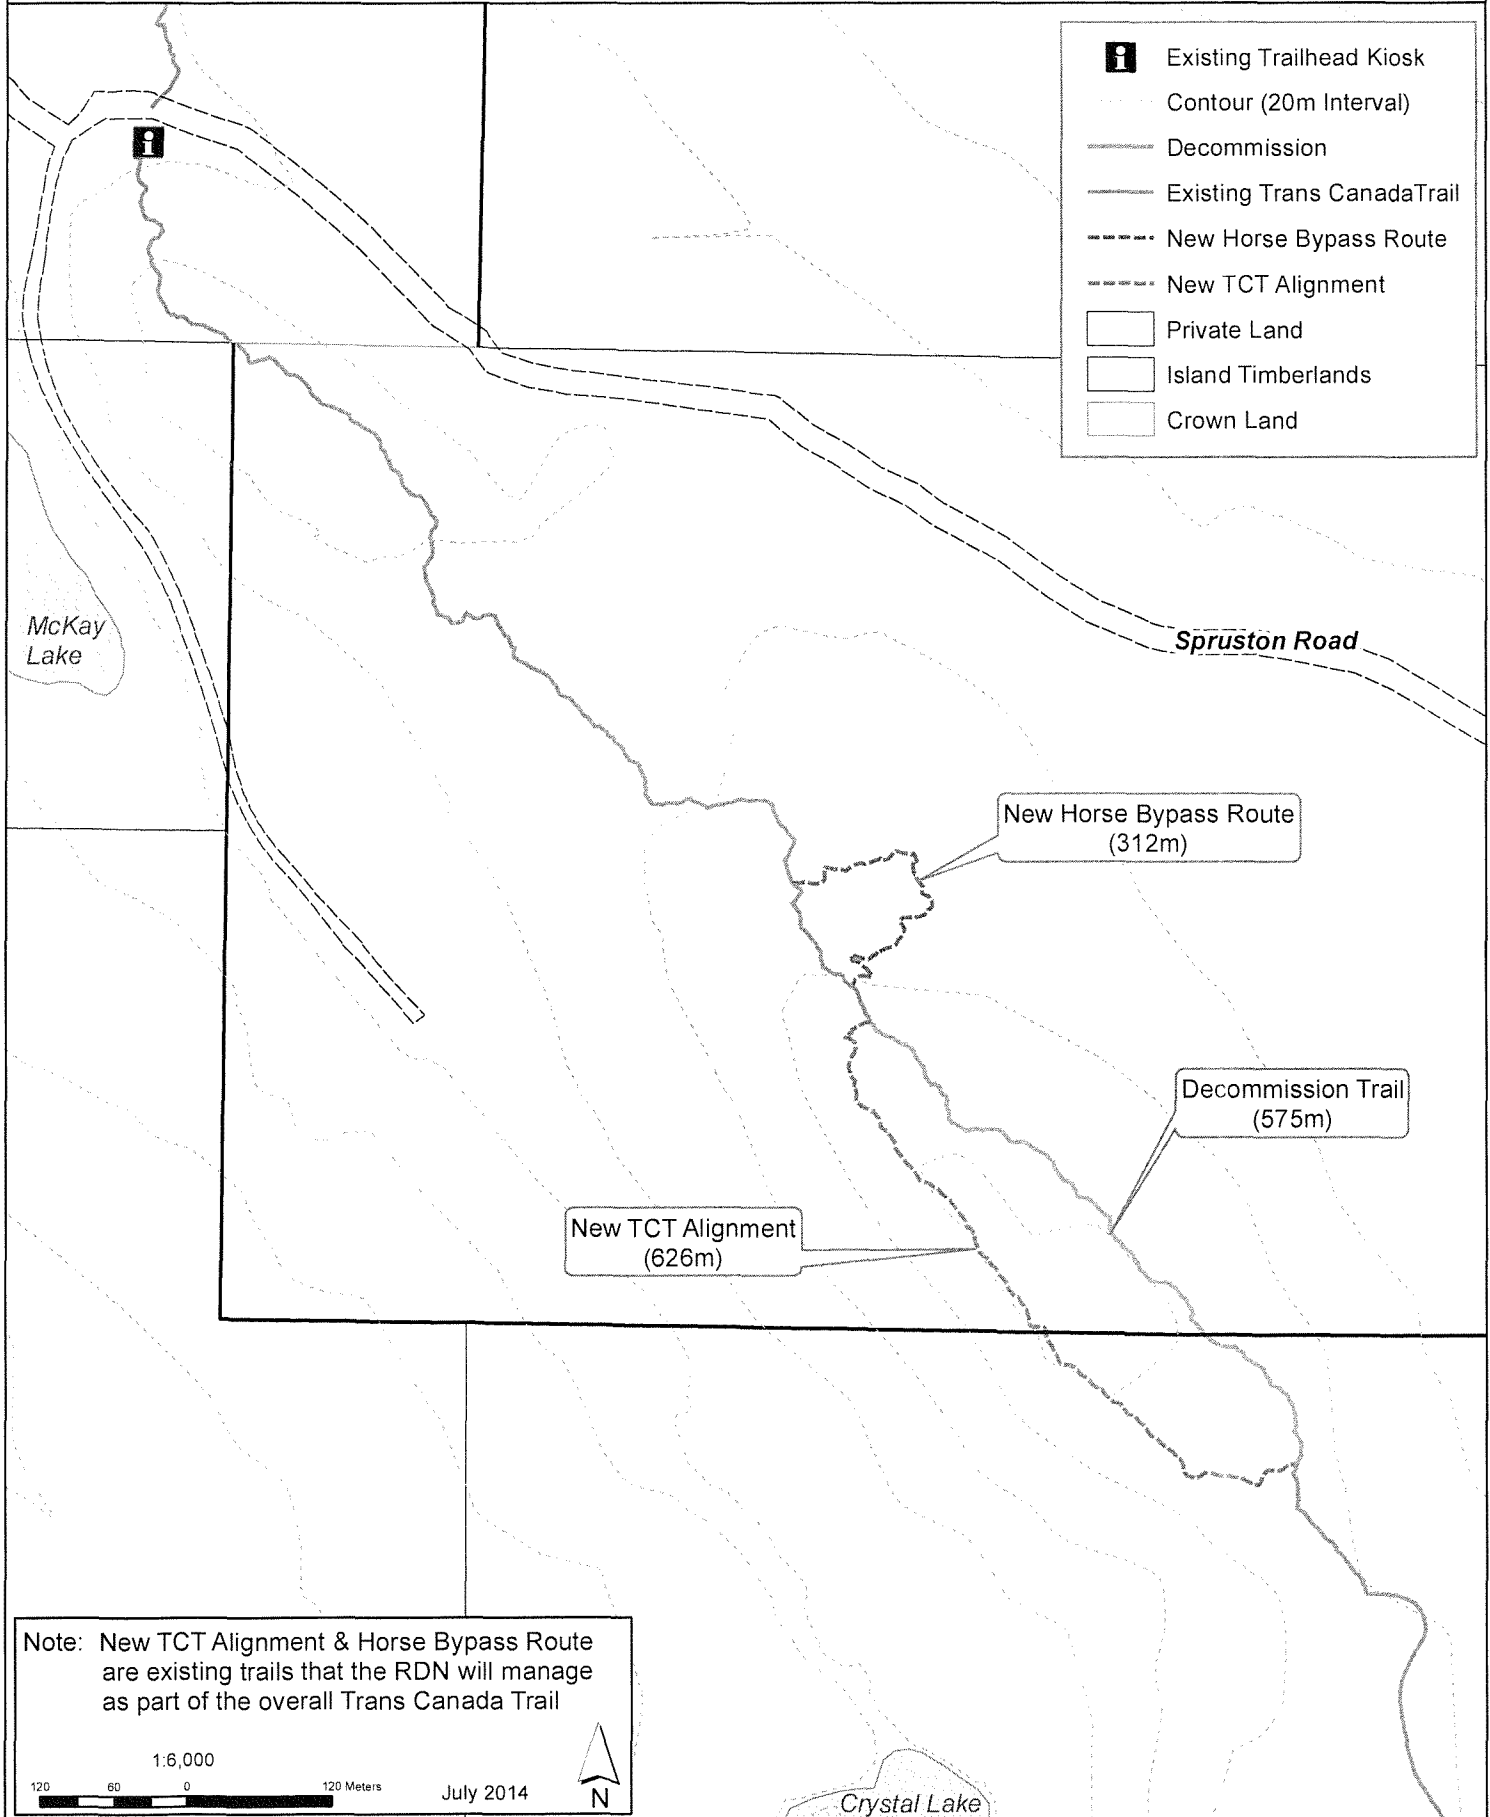 Existing Trailhead Kiosk
Contour (20m Interval)
Decommission
Existing Trans CanadaTrail
New Horse Bypass Route
New TCT Alignment
Private Land
Island Timberlands
Crown Land
i
McKay
Lake
Spruston Road
New Horse Bypass Route
(312m)
Decommission Trail
(575m)
New TCT Alignment
(626m)
Note: New TCT Alignment & Horse Bypass Route
are existing trails that the RDN will manage
as part of the overall Trans Canada Trail
1:6,000
120 60 0 120 Meters
July 2014
N
Crystal Lake